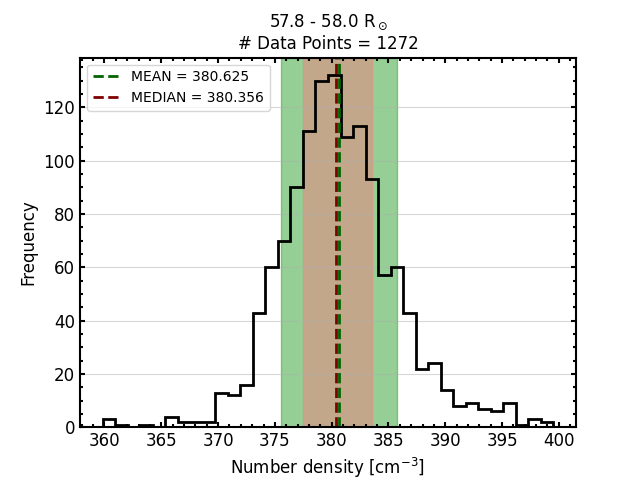 57.8 - 58.0 R⊙
# Data Points = 1272
MEAN = 380.625
MEDIAN = 380.356
Frequency
120
100
80
60
40
20
0
360 365 370 375 380 385 390 395 400
Number density [cm⁻³]